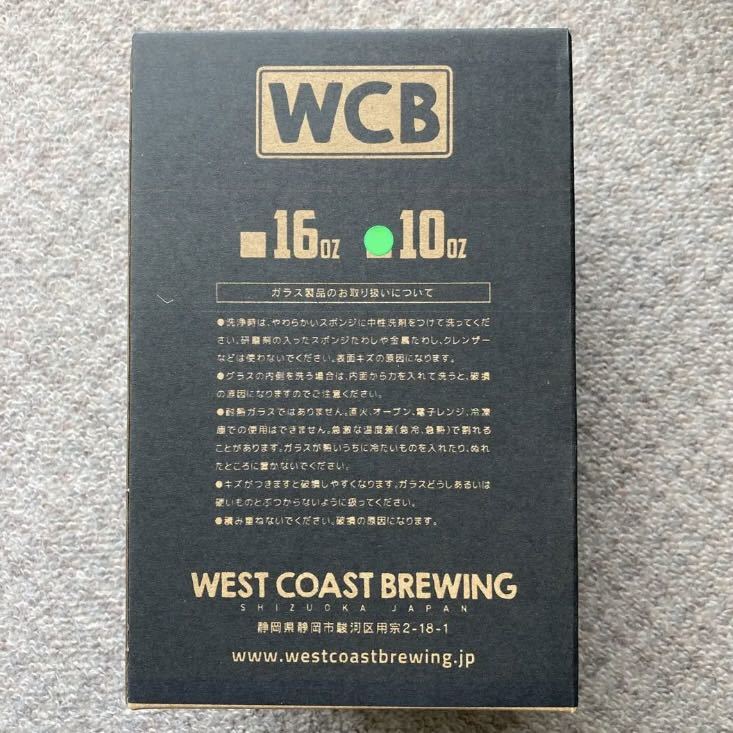 WCB
16oz 10oz
ガラス製品のお取り扱いについて
●洗浄時は、やわらかいスポンジに中性洗剤をつけて洗ってくだ
さい。研磨剤の入ったスポンジたわしや金属たわし、クレンザー
などは使わないでください。表面キズの原因になります。
●グラスの内側を洗う場合は、内面から力を入れて洗うと、破損
の原因になりますのでご注意ください。
●耐熱ガラスではありません。直火、オーブン、電子レンジ、冷凍
庫での使用はできません。急激な温度差(急冷、急熱)で割れる
ことがあります。ガラスが熱いうちに冷たいものを入れたり、ぬれ
たところに置かないでください。
●キズがつきますと破損しやすくなります。(ガラスどうしあるいは
硬いものとぶつからないように扱ってください。
●積み重ねないでください。破損の原因になります。
WEST COAST BREWING
SHIZUOKA JAPAN
静岡県静岡市駿河区用宗2-18-1
www.westcoastbrewing.jp